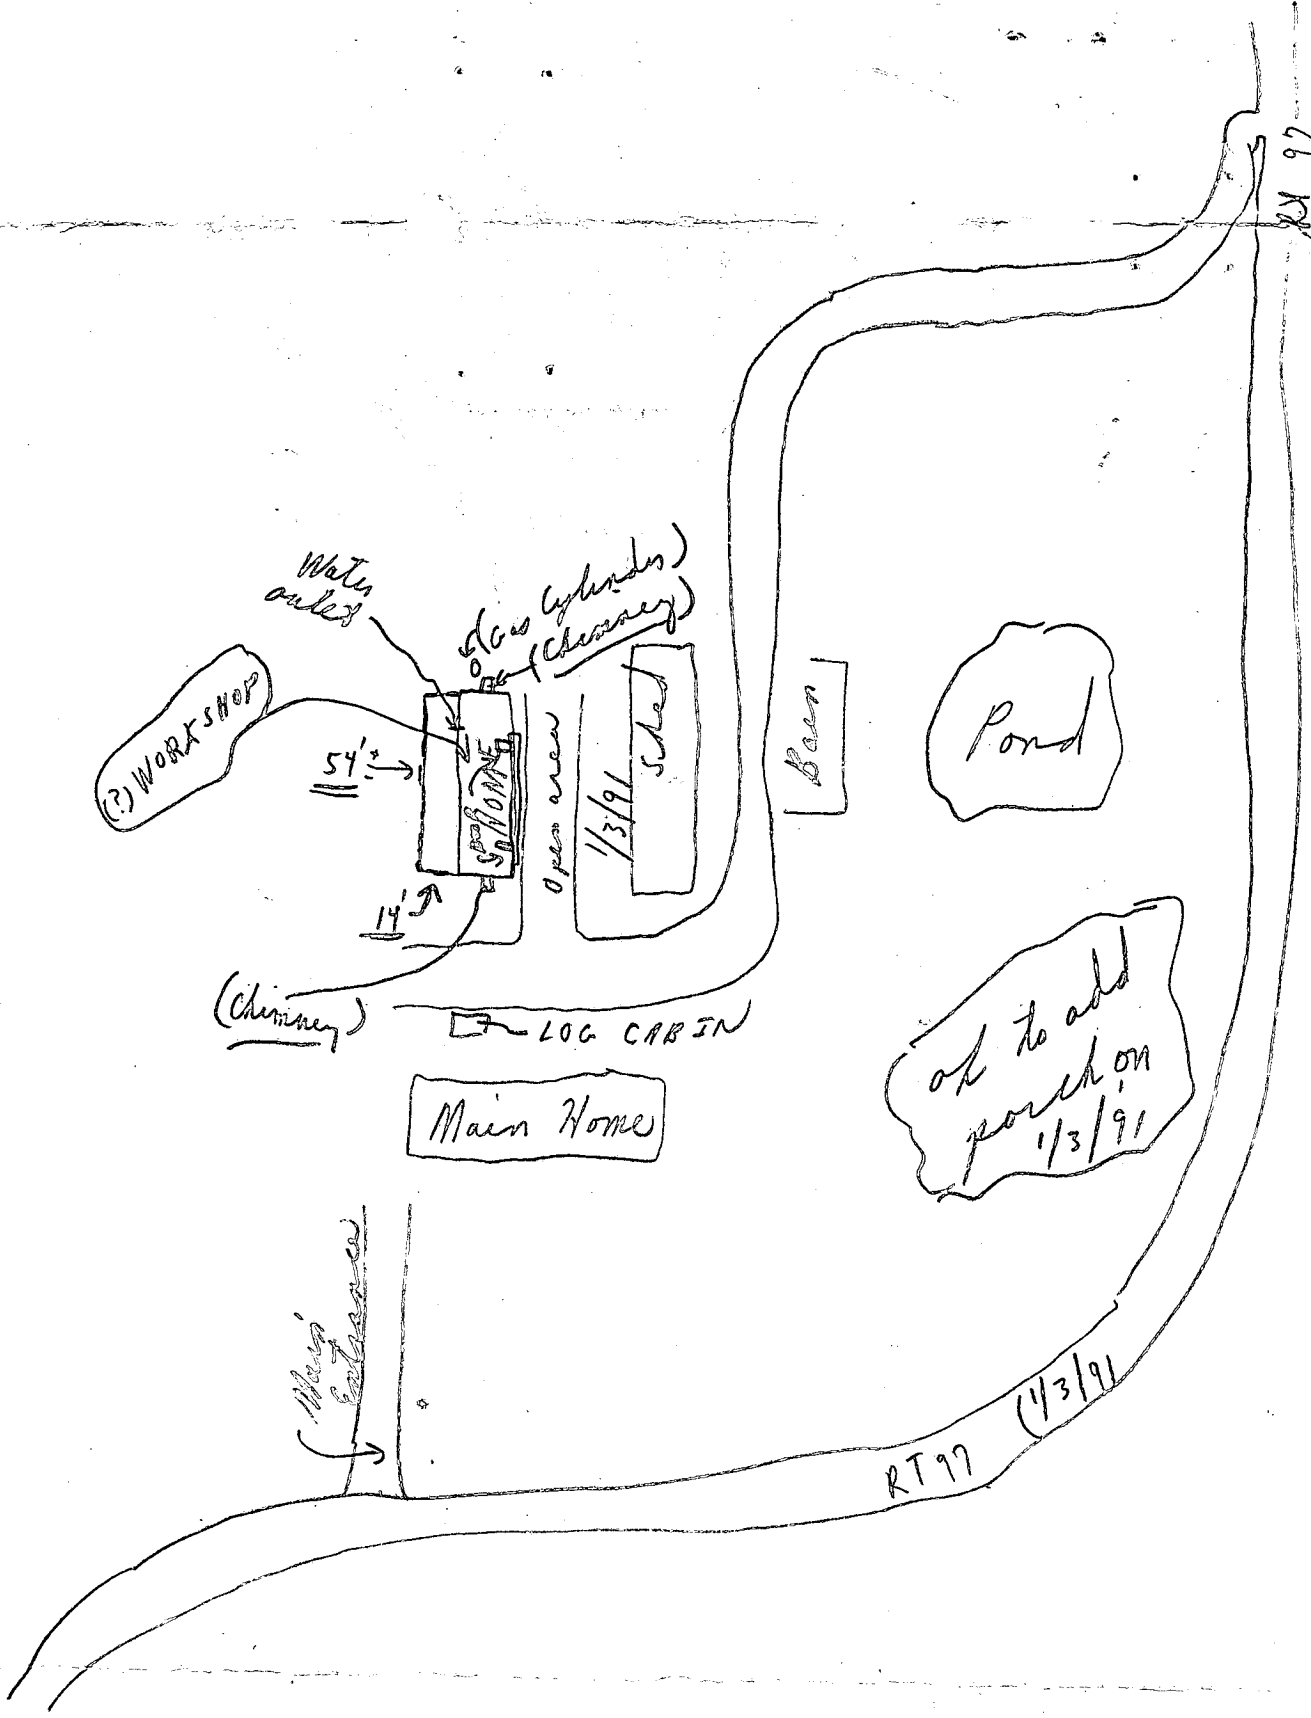 RT 97
Water
outlet
(Gas Cylinders)
(Chimney)
(?) WORKSHOP
54'±
14'
Open area
1/3/91
Shed
Barn
Pond
(Chimney)
LOG CABIN
Main Home
ok to add
porch on
1/3/91
Main
Entrance
RT 97
(1/3/91